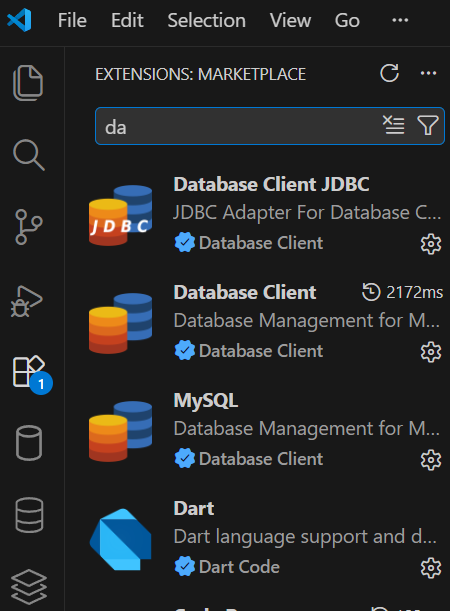 File Edit Selection View Go ···
EXTENSIONS: MARKETPLACE
da
Database Client JDBC
JDBC
JDBC Adapter For Database C...
Database Client
Database Client 2172ms
Database Management for M...
Database Client
1
MySQL
Database Management for M...
Database Client
Dart
Dart language support and d...
Dart Code